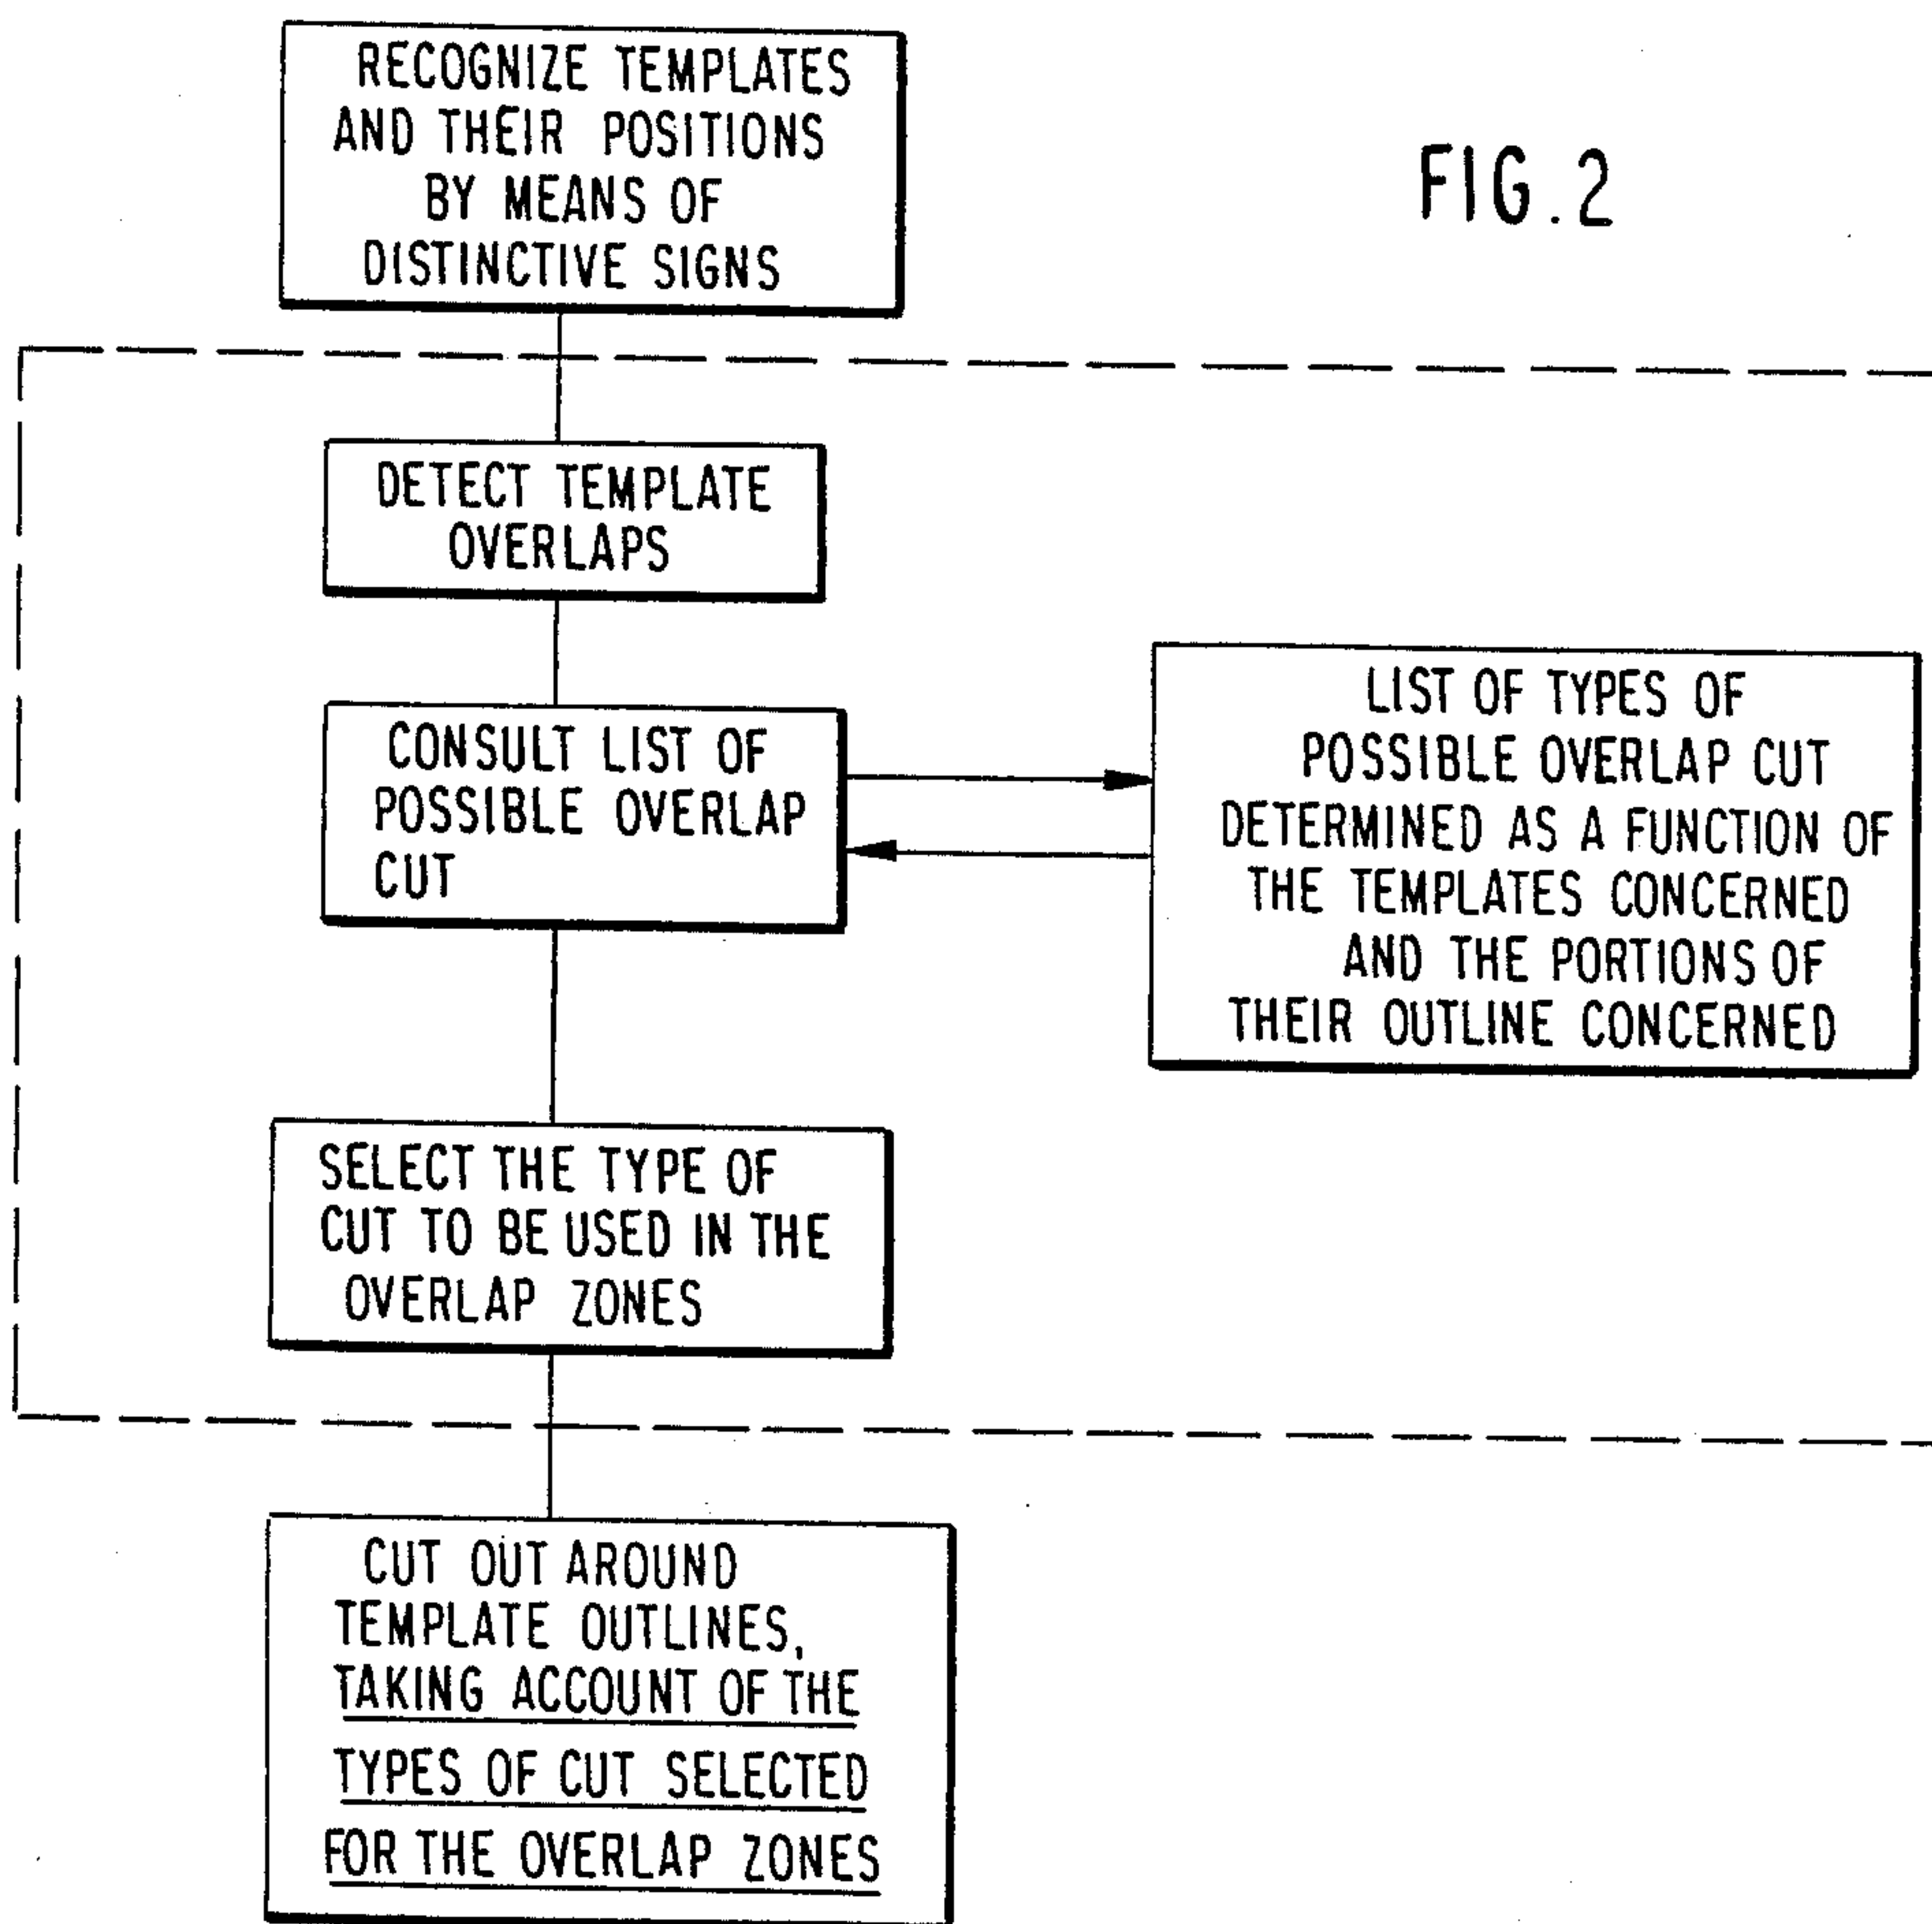 RECOGNIZE TEMPLATES
AND THEIR POSITIONS
BY MEANS OF
DISTINCTIVE SIGNS
FIG. 2
DETECT TEMPLATE
OVERLAPS
CONSULT LIST OF
POSSIBLE OVERLAP
CUT
LIST OF TYPES OF
POSSIBLE OVERLAP CUT
DETERMINED AS A FUNCTION OF
THE TEMPLATES CONCERNED
AND THE PORTIONS OF
THEIR OUTLINE CONCERNED
SELECT THE TYPE OF
CUT TO BE USED IN THE
OVERLAP ZONES
CUT OUT AROUND
TEMPLATE OUTLINES,
TAKING ACCOUNT OF THE
TYPES OF CUT SELECTED
FOR THE OVERLAP ZONES